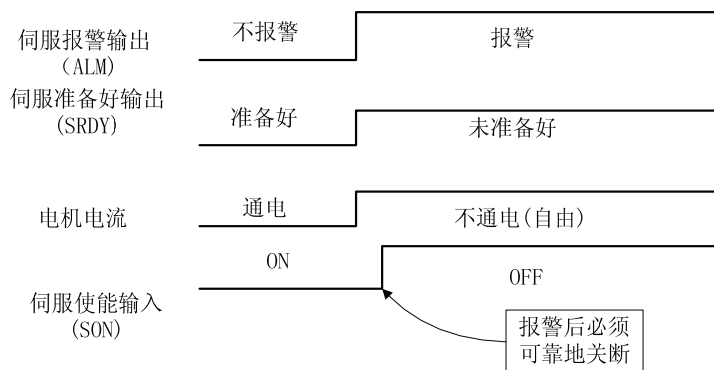 伺服报警输出
(ALM)
不报警
报警
伺服准备好输出
(SRDY)
准备好
未准备好
电机电流
通电
不通电(自由)
伺服使能输入
(SON)
ON
OFF
报警后必须
可靠地关断